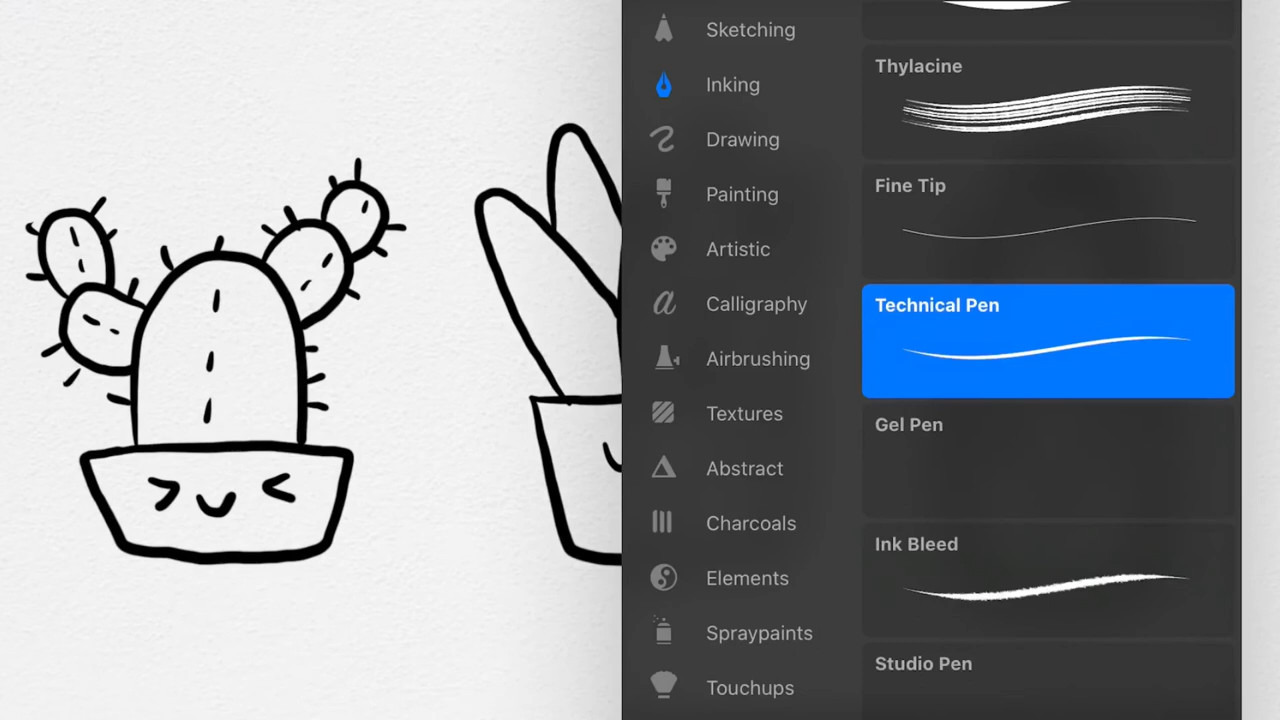 Sketching
Inking
Drawing
Painting
Artistic
Calligraphy
Airbrushing
Textures
Abstract
Charcoals
Elements
Spraypaints
Touchups
Thylacine
Fine Tip
Technical Pen
Gel Pen
Ink Bleed
Studio Pen